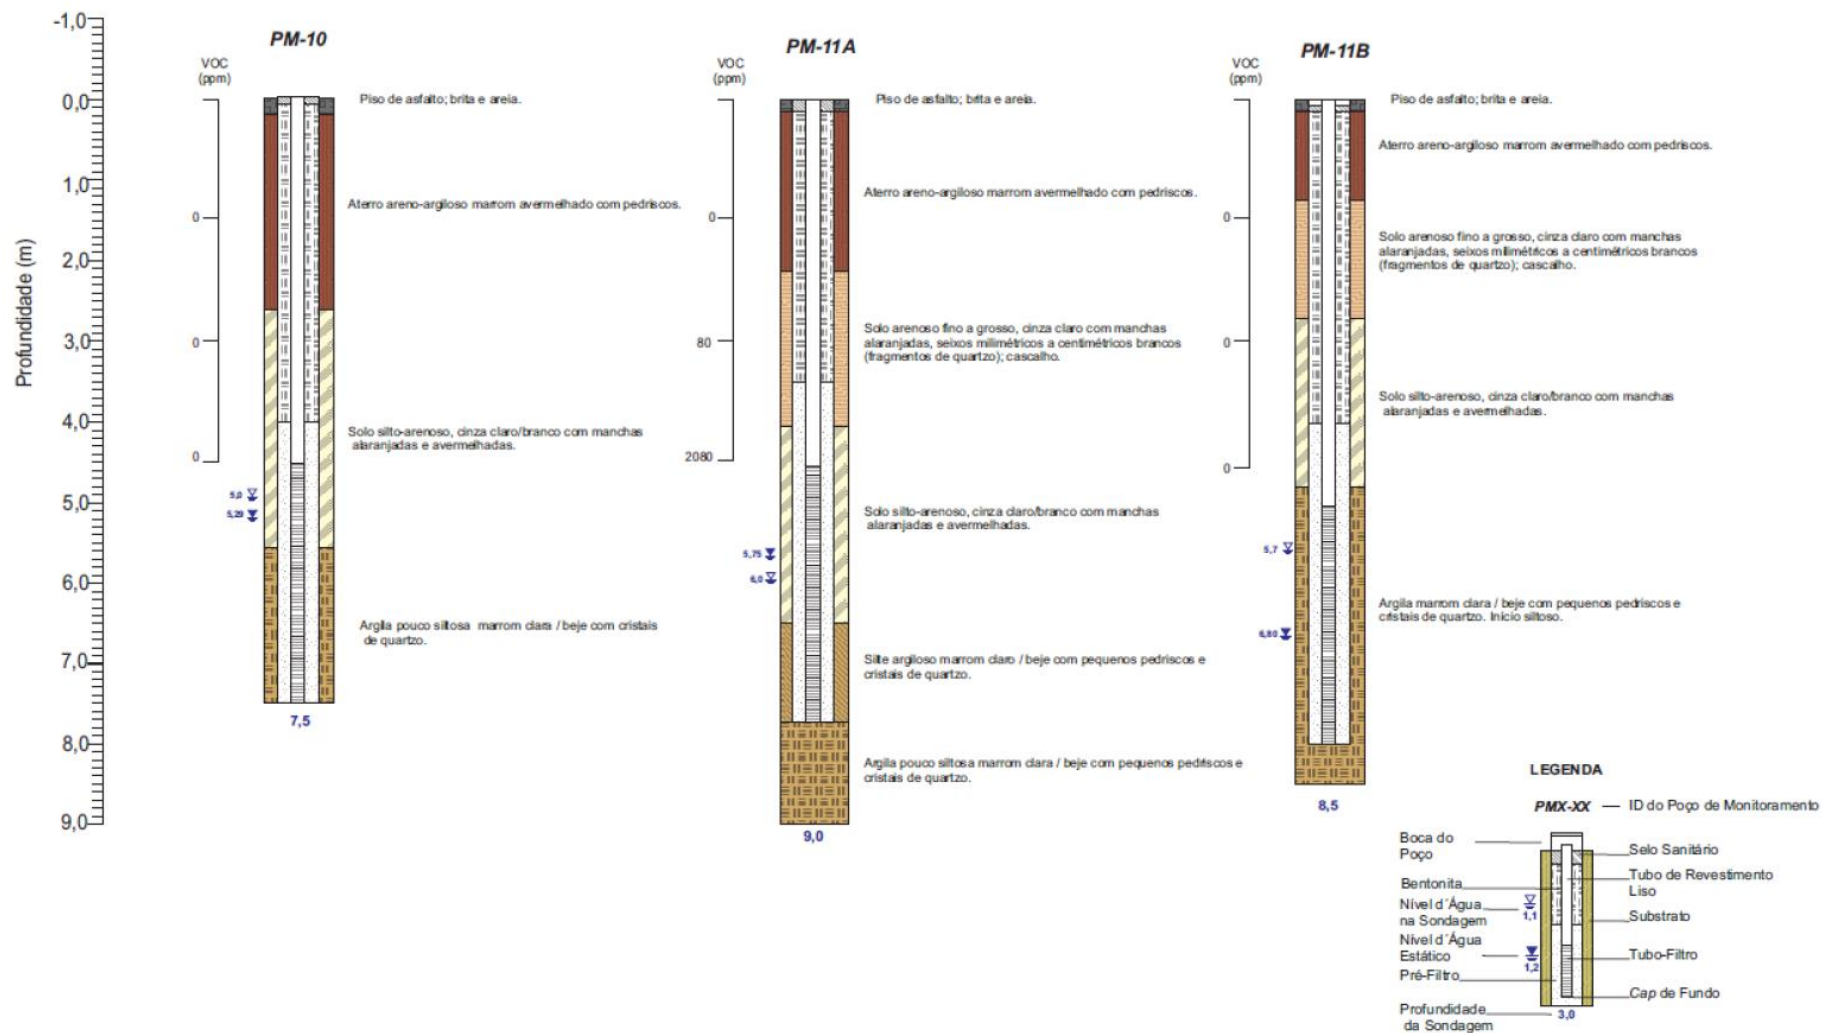 -1,0
0,0
1,0
2,0
3,0
4,0
5,0
6,0
7,0
8,0
9,0
Profundidade (m)
PM-10
VOC
(ppm)
0
0
0
5,0
5,29
Piso de asfalto; brita e areia.
Aterro areno-argiloso marrom avermelhado com pedriscos.
Solo silto-arenoso, cinza claro/branco com manchas
alaranjadas e avermelhadas.
Argila pouco siltosa marrom clara / beje com cristais
de quartzo.
7,5
PM-11A
VOC
(ppm)
0
80
2080
5,75
6,0
Piso de asfalto; brita e areia.
Aterro areno-argiloso marrom avermelhado com pedriscos.
Solo arenoso fino a grosso, cinza claro com manchas
alaranjadas, seixos milimétricos a centimétricos brancos
(fragmentos de quartzo); cascalho.
Solo silto-arenoso, cinza claro/branco com manchas
alaranjadas e avermelhadas.
Silte argiloso marrom claro / beje com pequenos pedriscos e
cristais de quartzo.
Argila pouco siltosa marrom clara / beje com pequenos pedriscos e
cristais de quartzo.
9,0
PM-11B
VOC
(ppm)
0
0
0
5,7
6,80
Piso de asfalto; brita e areia.
Aterro areno-argiloso marrom avermelhado com pedriscos.
Solo arenoso fino a grosso, cinza claro com manchas
alaranjadas, seixos milimétricos a centimétricos brancos
(fragmentos de quartzo); cascalho.
Solo silto-arenoso, cinza claro/branco com manchas
alaranjadas e avermelhadas.
Argila marrom clara / beje com pequenos pedriscos e
cristais de quartzo. Inicio siltoso.
8,5
LEGENDA
PMX-XX — ID do Poço de Monitoramento
Boca do
Poço
Bentonita
Nível d´Água
na Sondagem
Nível d´Água
Estático
Pré-Filtro
Profundidade
da Sondagem
1,1
1,2
3,0
Selo Sanitário
Tubo de Revestimento
Liso
Substrato
Tubo-Filtro
Cap de Fundo